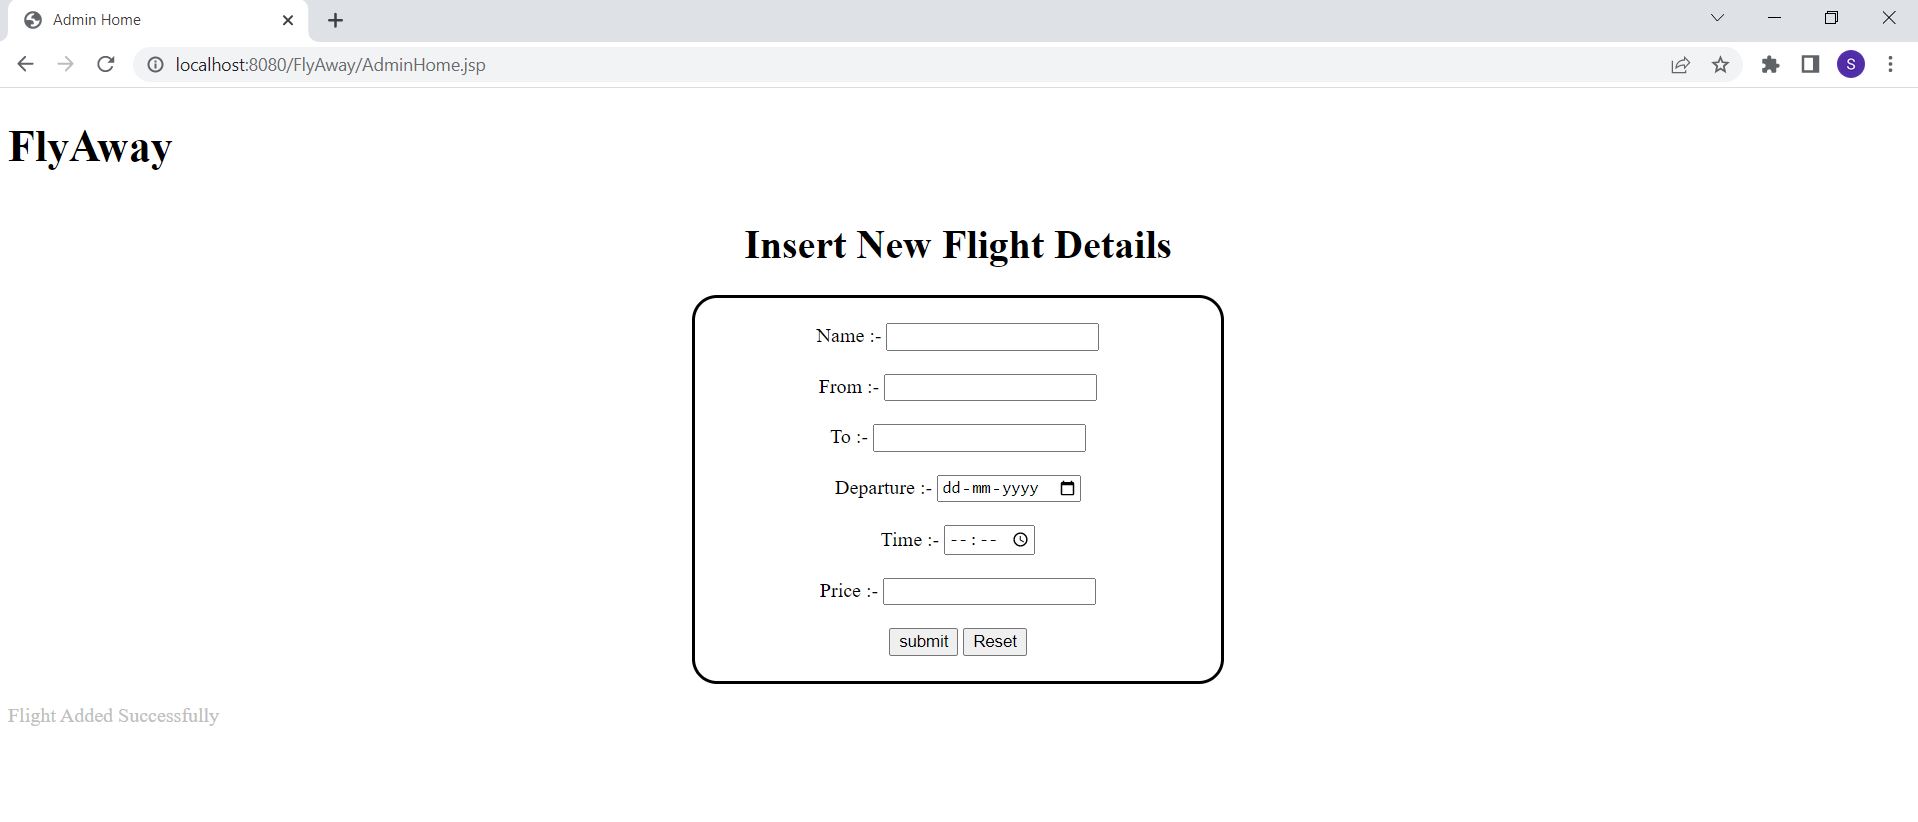 Admin Home
localhost:8080/FlyAway/AdminHome.jsp
S
FlyAway
Insert New Flight Details
Name :-
From :-
To :-
Departure :- dd-mm-yyyy
Time :- --:--
Price :-
submit Reset
Flight Added Successfully